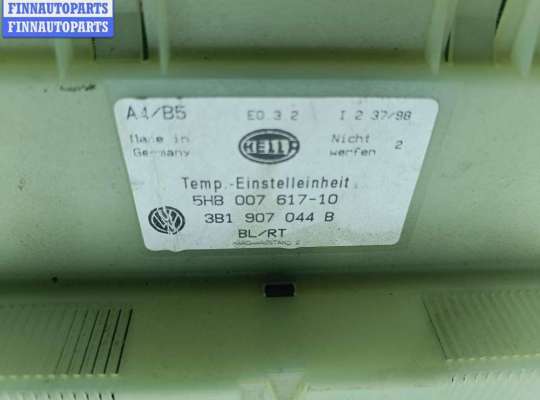 FINNAUTOPARTS
FINNAUTOPARTS
A4/B5 E0.3 2 I 2 37/98
Made in Nicht 2
Germany werfen
HELLA
Temp.-Einstelleinheit
5HB 007 617-10
3B1 907 044 B
BL/RT